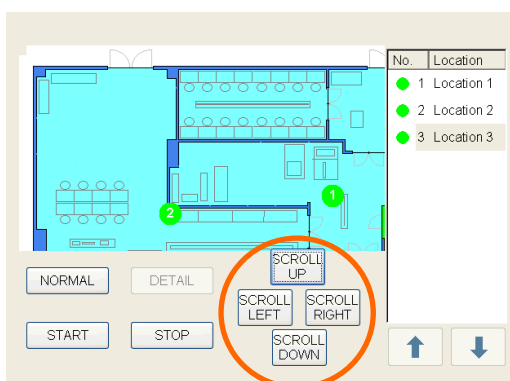 No. Location
1 Location 1
2 Location 2
3 Location 3
1
2
NORMAL
DETAIL
START
STOP
SCROLL
UP
SCROLL
LEFT
SCROLL
RIGHT
SCROLL
DOWN